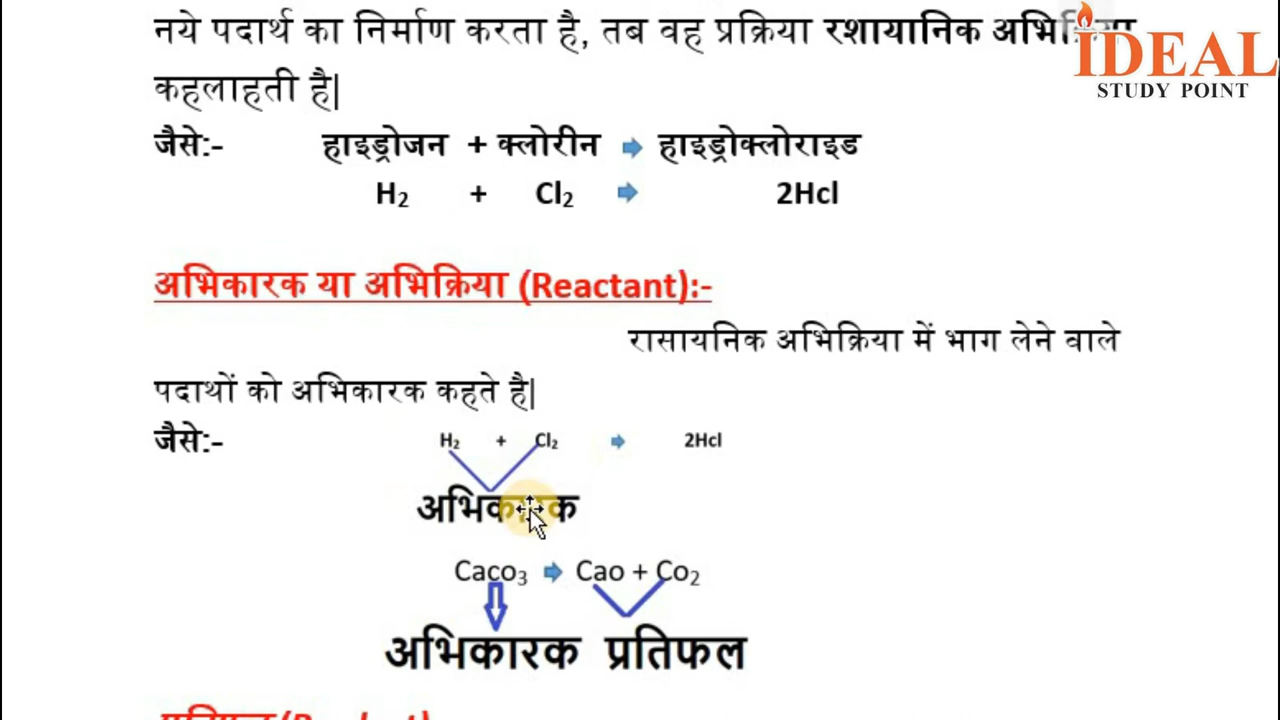 नये पदार्थ का निर्माण करता है, तब वह प्रक्रिया रशायानिक अभिक्रिया
IDEAL
STUDY POINT
कहलाहती है|
जैसे:- हाइड्रोजन + क्लोरीन हाइड्रोक्लोराइड
H₂ + Cl₂ 2Hcl
अभिकारक या अभिक्रिया (Reactant):-
रासायनिक अभिक्रिया में भाग लेने वाले
पदाथों को अभिकारक कहते है|
जैसे:- H₂ + Cl₂ 2Hcl
अभिकारक
Caco₃ Cao + Co₂
अभिकारक प्रतिफल